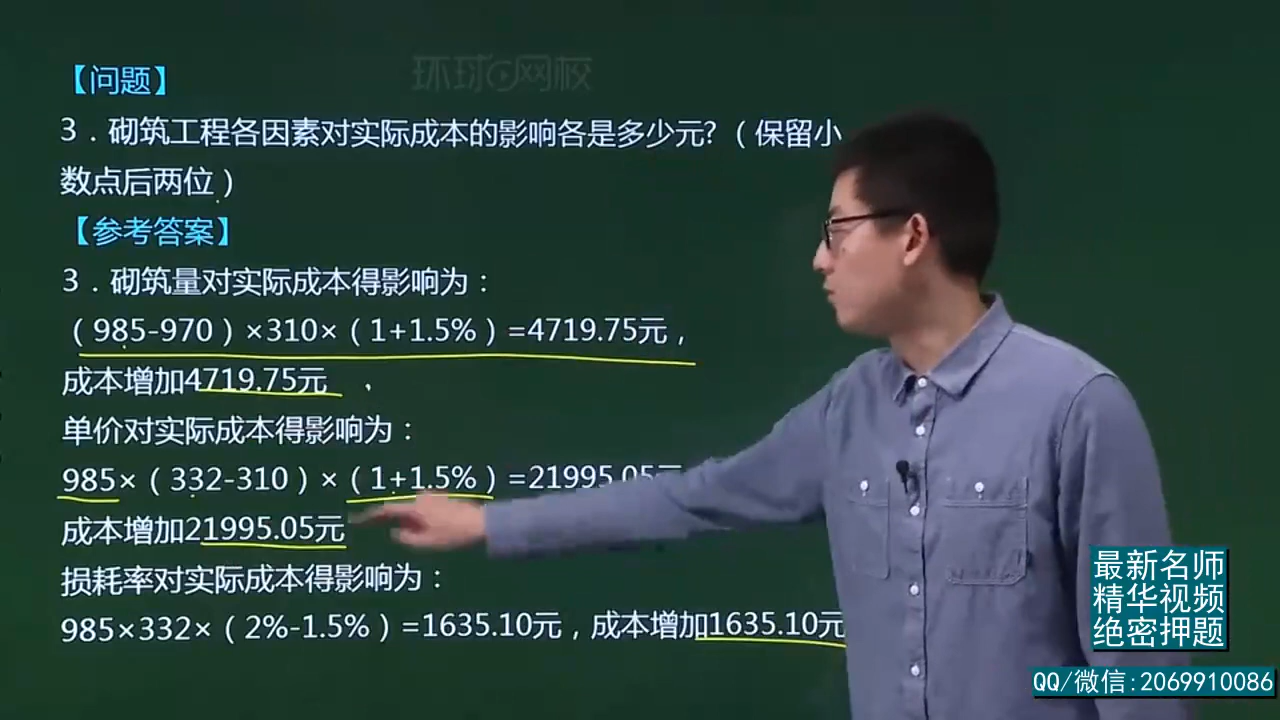 环球网校
【问题】
3．砌筑工程各因素对实际成本的影响各是多少元?（保留小
数点后两位）
【参考答案】
3．砌筑量对实际成本得影响为：
（985-970）×310×（1+1.5%）=4719.75元，
成本增加4719.75元 ，
单价对实际成本得影响为：
985×（332-310）×（1+1.5%）=21995.05元
成本增加21995.05元
损耗率对实际成本得影响为：
985×332×（2%-1.5%）=1635.10元，成本增加1635.10元
最新名师
精华视频
绝密押题
QQ/微信:2069910086